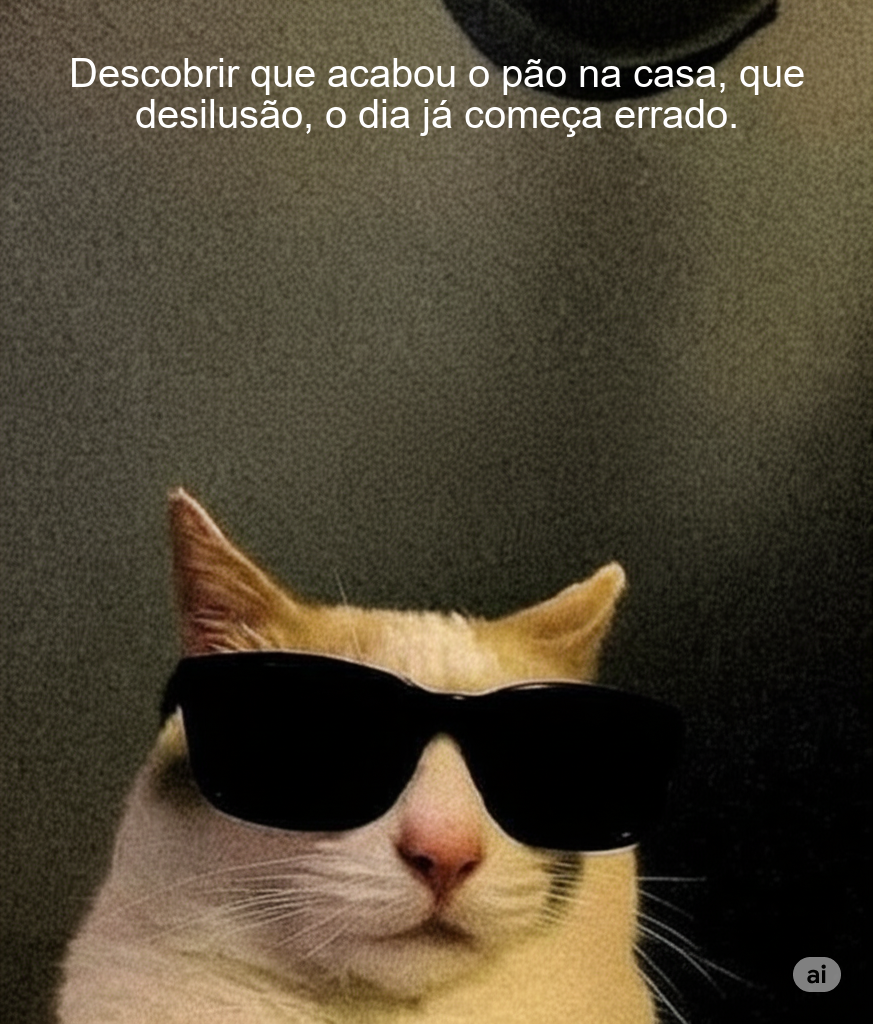 Descobrir que acabou o pão na casa, que
desilusão, o dia já começa errado.
ai